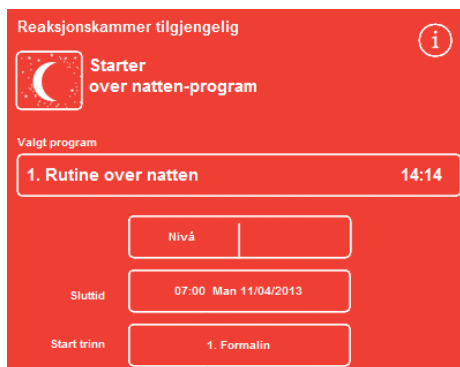 Reaksjonskammer tilgjengelig
i
Starter
over natten-program
Valgt program
1. Rutine over natten 14:14
Nivå
Sluttid 07:00 Man 11/04/2013
Start trinn 1. Formalin